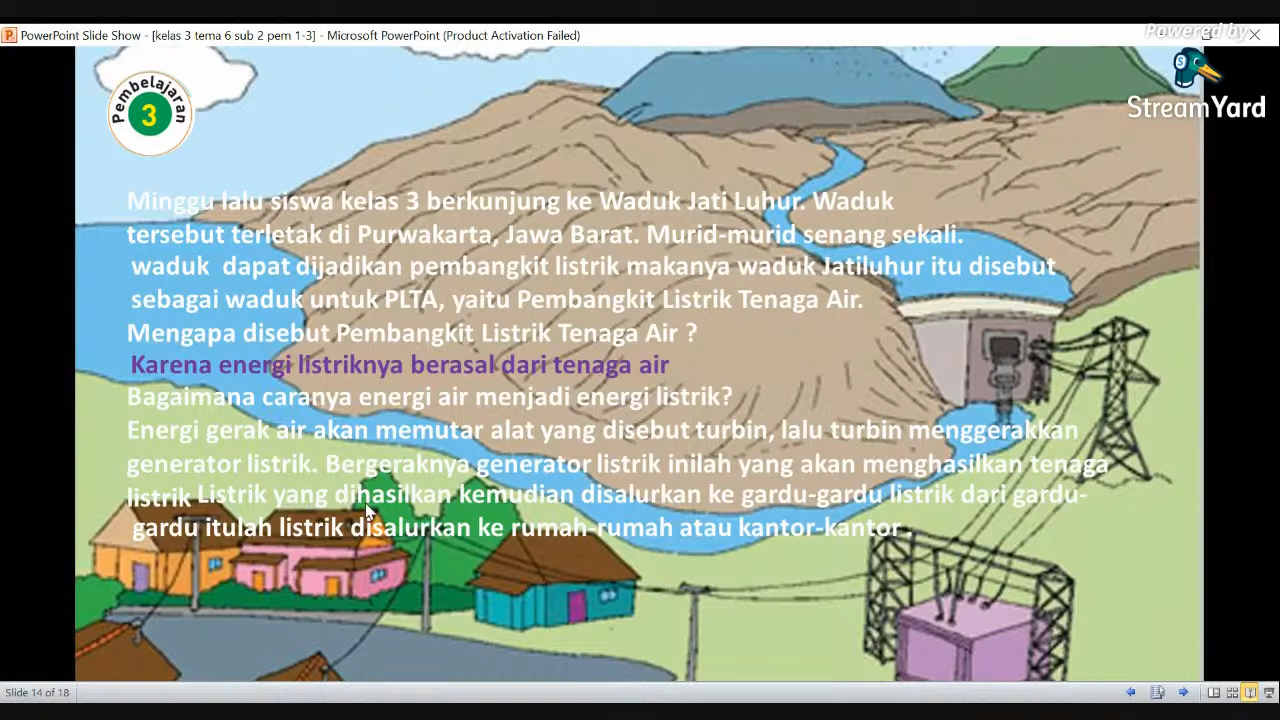 PowerPoint Slide Show - [kelas 3 tema 6 sub 2 pem 1-3] - Microsoft PowerPoint (Product Activation Failed)
Powered by
StreamYard
Pembelajaran
3
Minggu lalu siswa kelas 3 berkunjung ke Waduk Jati Luhur. Waduk
tersebut terletak di Purwakarta, Jawa Barat. Murid-murid senang sekali.
waduk dapat dijadikan pembangkit listrik makanya waduk Jatiluhur itu disebut
sebagai waduk untuk PLTA, yaitu Pembangkit Listrik Tenaga Air.
Mengapa disebut Pembangkit Listrik Tenaga Air ?
Karena energi listriknya berasal dari tenaga air
Bagaimana caranya energi air menjadi energi listrik?
Energi gerak air akan memutar alat yang disebut turbin, lalu turbin menggerakkan
generator listrik. Bergeraknya generator listrik inilah yang akan menghasilkan tenaga
listrik Listrik yang dihasilkan kemudian disalurkan ke gardu-gardu listrik dari gardu-
gardu itulah listrik disalurkan ke rumah-rumah atau kantor-kantor .
Slide 14 of 18